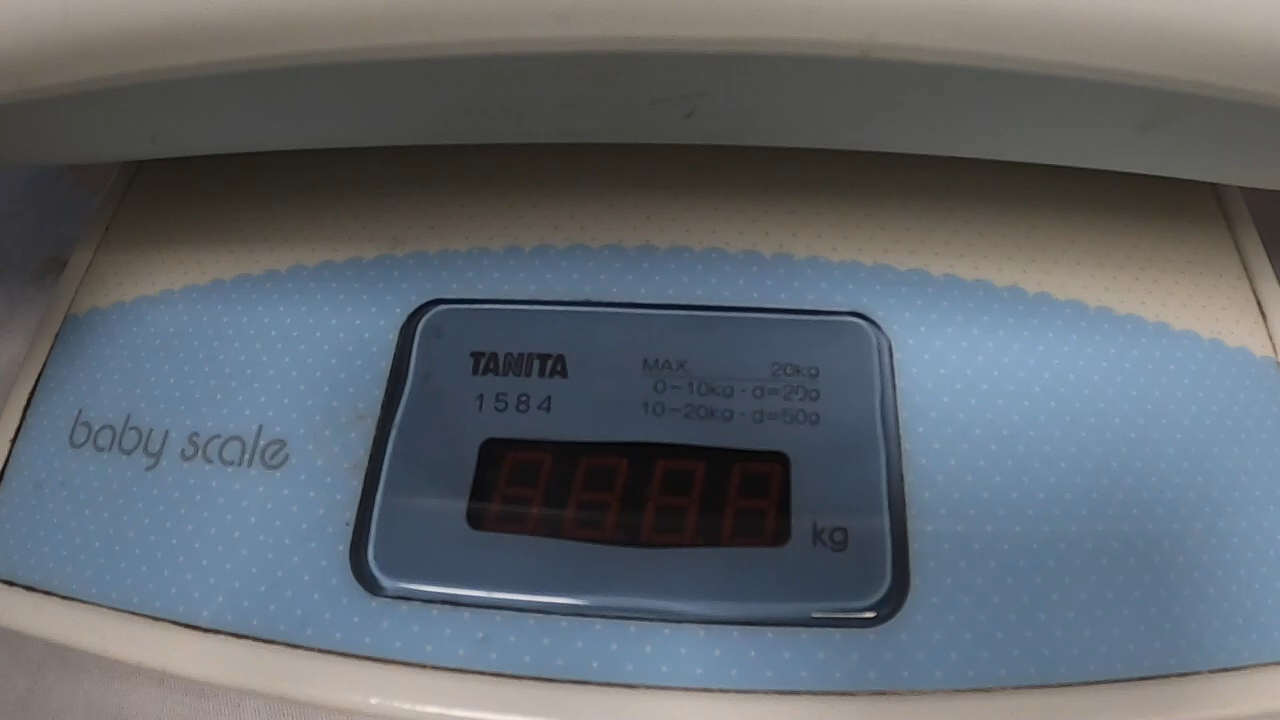 TANITA
1584
MAX. 20kg
0-10kg · d=20g
10-20kg · d=50g
baby scale
kg